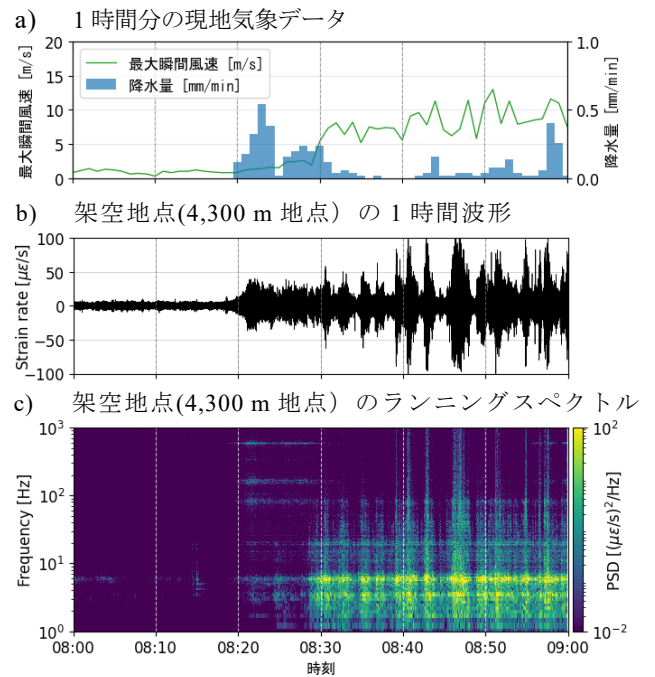 a) 1時間分の現地気象データ
最大瞬間風速 [m/s]
20
15
10
5
0
最大瞬間風速 [m/s]
降水量 [mm/min]
1.0
0.5
0.0
降水量 [mm/min]
b) 架空地点(4,300 m 地点）の1時間波形
Strain rate [με/s]
100
50
0
−50
−100
c) 架空地点(4,300 m 地点）のランニングスペクトル
Frequency [Hz]
10³
10²
10¹
10⁰
10²
10⁻²
PSD [(με/s)²/Hz]
08:00 08:10 08:20 08:30 08:40 08:50 09:00
時刻